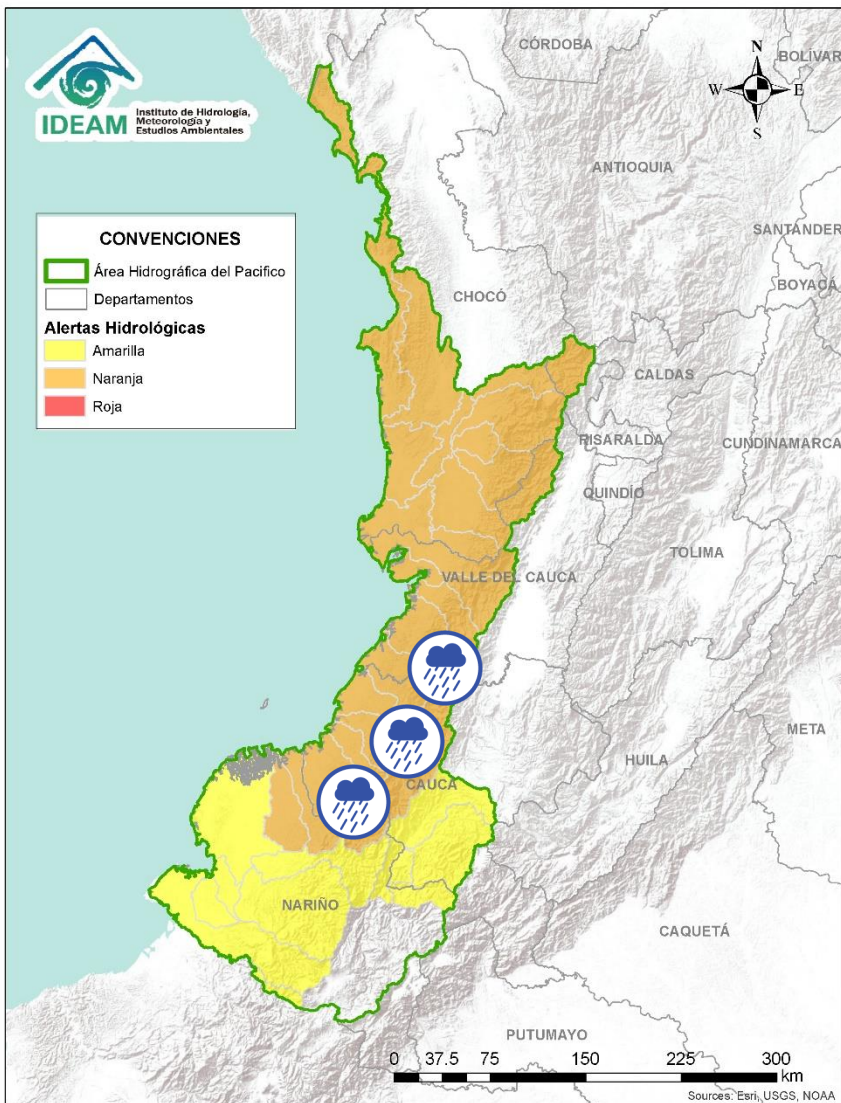 IDEAM
Instituto de Hidrología,
Meteorología y
Estudios Ambientales
CÓRDOBA
BOLÍVAR
N
W
E
S
ANTIOQUIA
SANTANDER
BOYACÁ
CONVENCIONES
Área Hidrográfica del Pacifico
Departamentos
Alertas Hidrológicas
Amarilla
Naranja
Roja
CHOCÓ
CALDAS
RISARALDA
CUNDINAMARCA
QUINDÍO
TOLIMA
VALLE DEL CAUCA
META
HUILA
CAUCA
NARIÑO
CAQUETÁ
PUTUMAYO
0 37.5 75 150 225 300
km
Sources: Esri, USGS, NOAA